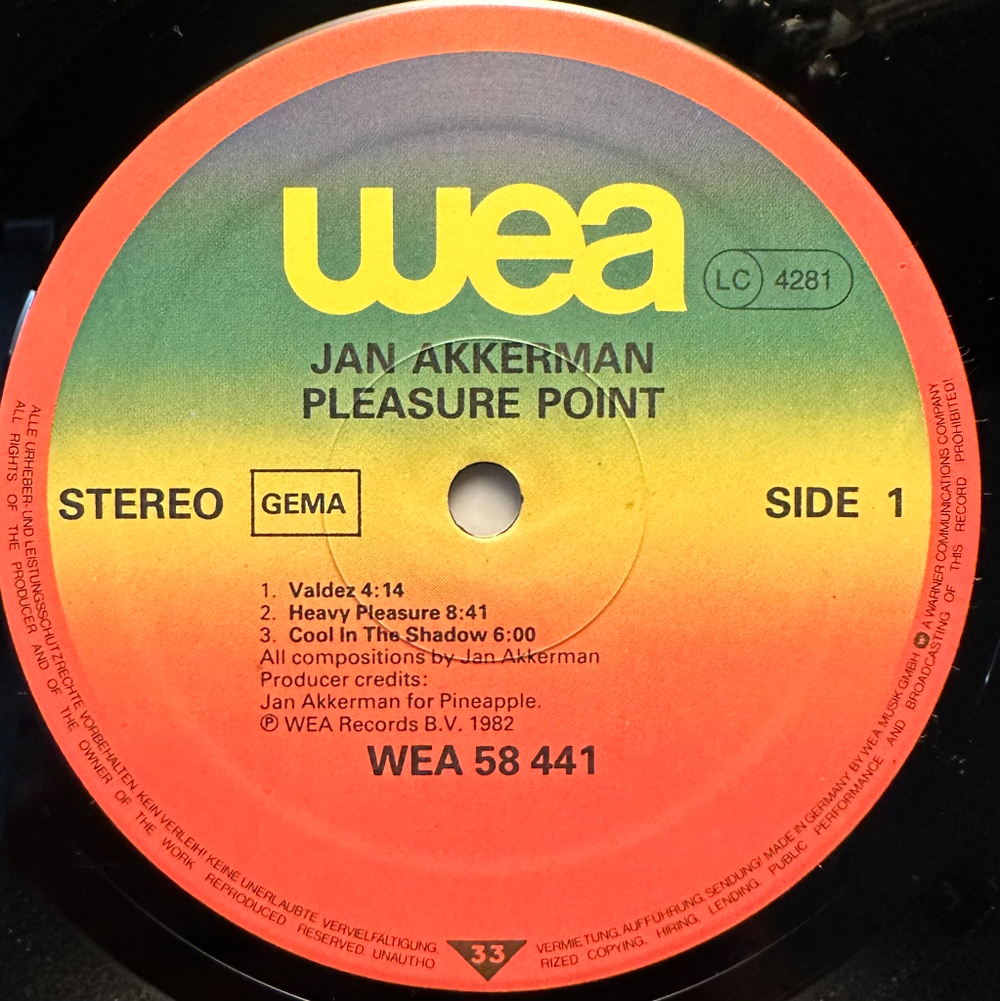 wea
LC 4281
JAN AKKERMAN
PLEASURE POINT
STEREO GEMA SIDE 1
1. Valdez 4:14
2. Heavy Pleasure 8:41
3. Cool In The Shadow 6:00
All compositions by Jan Akkerman
Producer credits:
Jan Akkerman for Pineapple.
℗ WEA Records B.V. 1982
WEA 58 441
ALLE URHEBER- UND LEISTUNGSSCHUTZRECHTE VORBEHALTEN KEIN VERLEIH! KEINE UNERLAUBTE VERVIELFÄLTIGUNG, VERMIETUNG, AUFFÜHRUNG, SENDUNG! MADE IN GERMANY BY WEA MUSIK GMBH A WARNER COMMUNICATIONS COMPANY
ALL RIGHTS OF THE PRODUCER AND OF THE OWNER OF THE WORK REPRODUCED RESERVED UNAUTHORIZED COPYING, HIRING, LENDING, PUBLIC PERFORMANCE AND BROADCASTING OF THIS RECORD PROHIBITED!
33